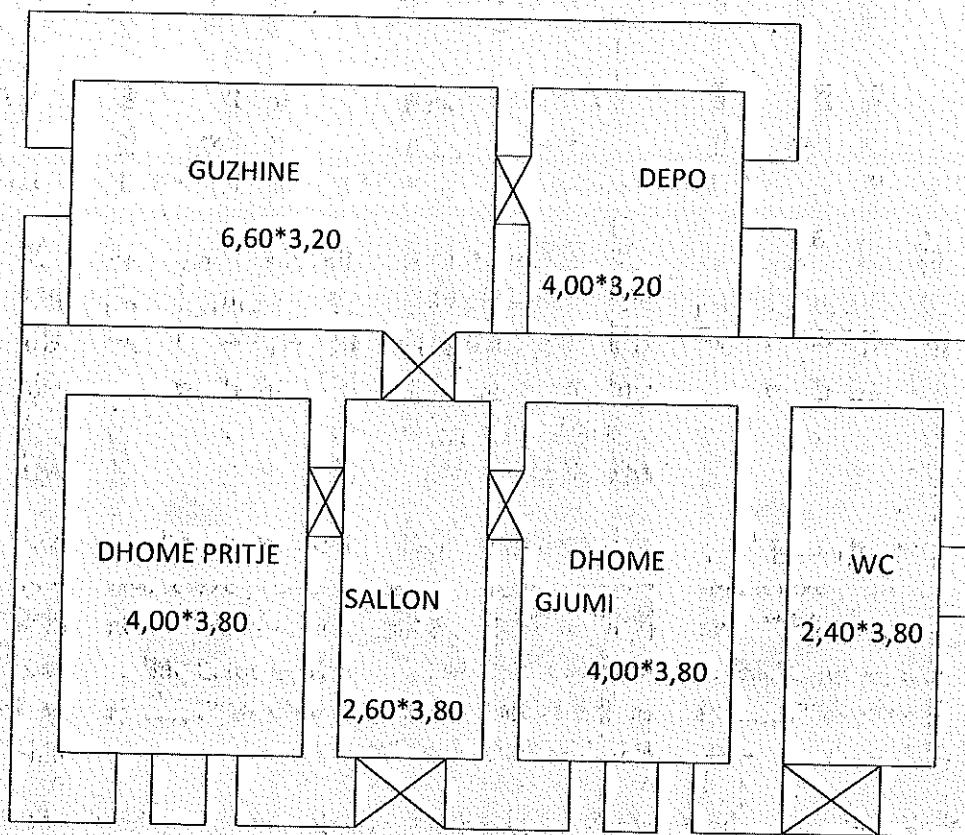 GUZHINE
6,60*3,20
DEPO
4,00*3,20
DHOME PRITJE
4,00*3,80
SALLON
2,60*3,80
DHOME
GJUMI
4,00*3,80
WC
2,40*3,80